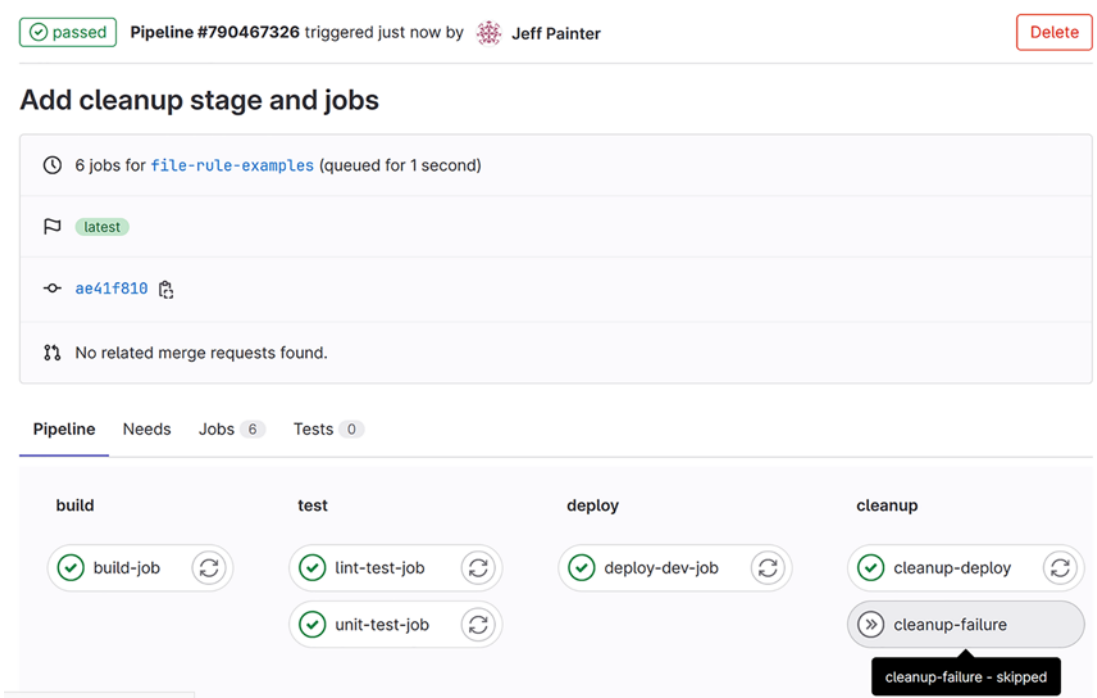 passed Pipeline #790467326 triggered just now by Jeff Painter Delete
Add cleanup stage and jobs
6 jobs for file-rule-examples (queued for 1 second)
latest
ae41f810
No related merge requests found.
Pipeline Needs Jobs 6 Tests 0
build test deploy cleanup
build-job lint-test-job deploy-dev-job cleanup-deploy
unit-test-job cleanup-failure
cleanup-failure - skipped